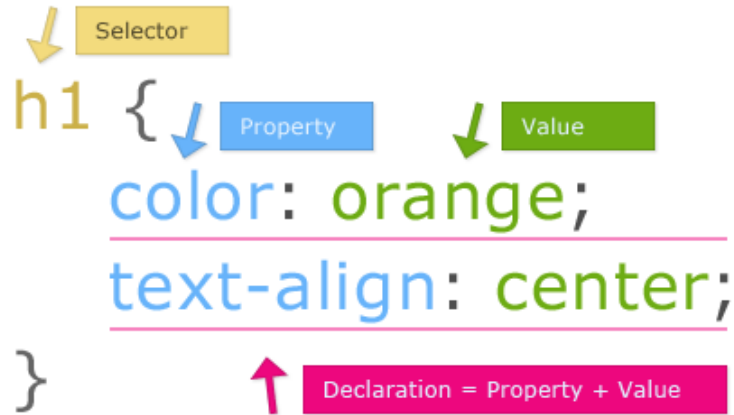 Selector
h1 {
Property
Value
color: orange;
text-align: center;
}
Declaration = Property + Value